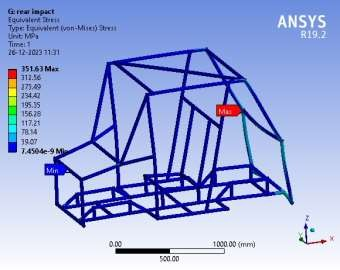 G: rear impact
Equivalent Stress
Type: Equivalent (von-Mises) Stress
Unit: MPa
Time: 1
26-12-2023 11:31
351.63 Max
312.56
275.49
234.42
195.35
156.28
117.21
78.14
39.07
7.4504e-9 Min
ANSYS
R19.2
Max
Min
0.00
1000.00 (mm)
500.00
Z
Y
X